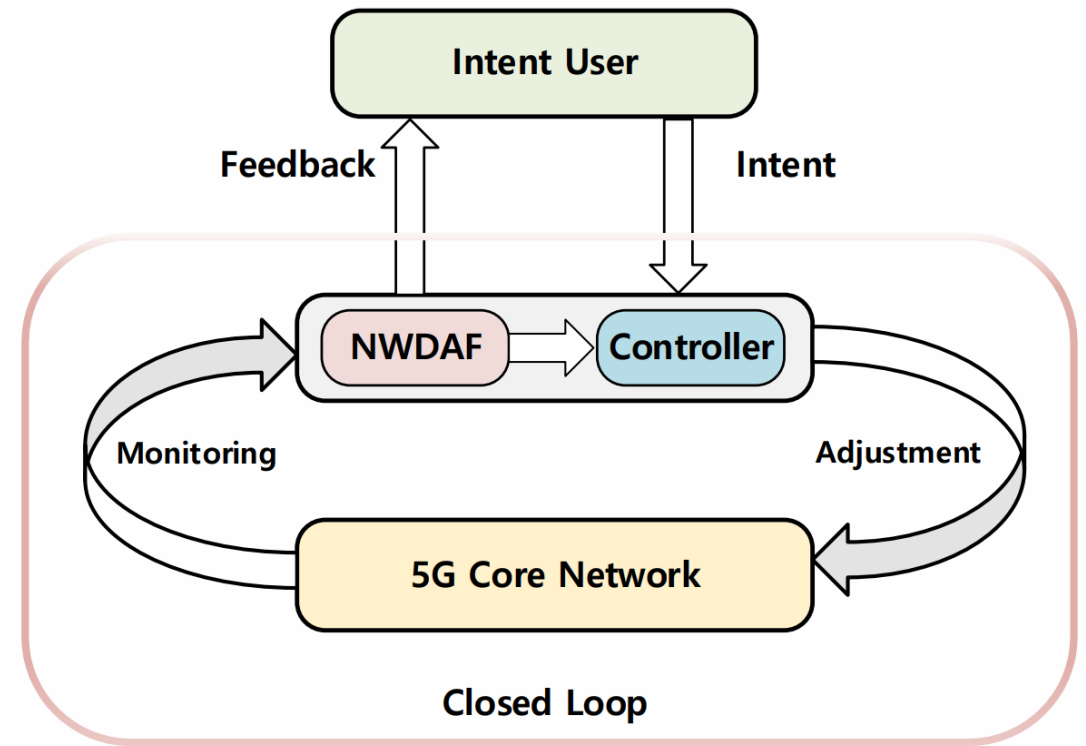 Intent User
Feedback
Intent
NWDAF
Controller
Monitoring
Adjustment
5G Core Network
Closed Loop